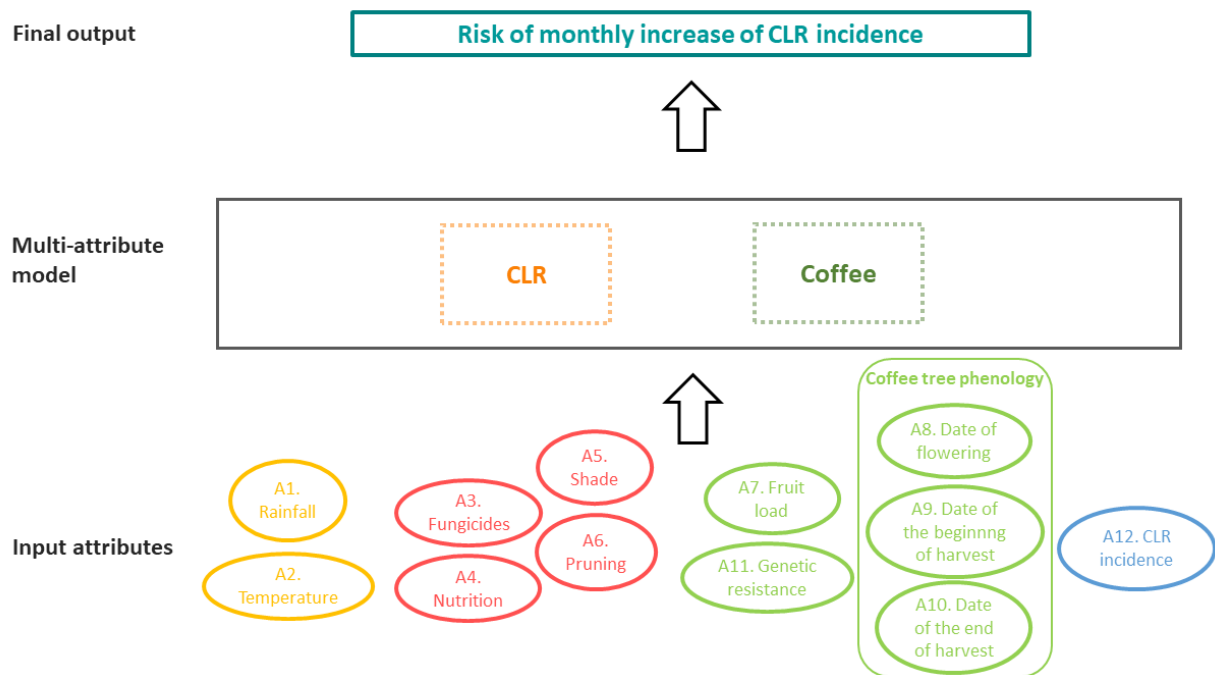 Final output
Risk of monthly increase of CLR incidence
Multi-attribute
model
CLR
Coffee
Input attributes
A1.
Rainfall
A2.
Temperature
A3.
Fungicides
A4.
Nutrition
A5.
Shade
A6.
Pruning
A7. Fruit
load
A11. Genetic
resistance
Coffee tree phenology
A8. Date of
flowering
A9. Date of
the beginnng
of harvest
A10. Date
of the end
of harvest
A12. CLR
incidence